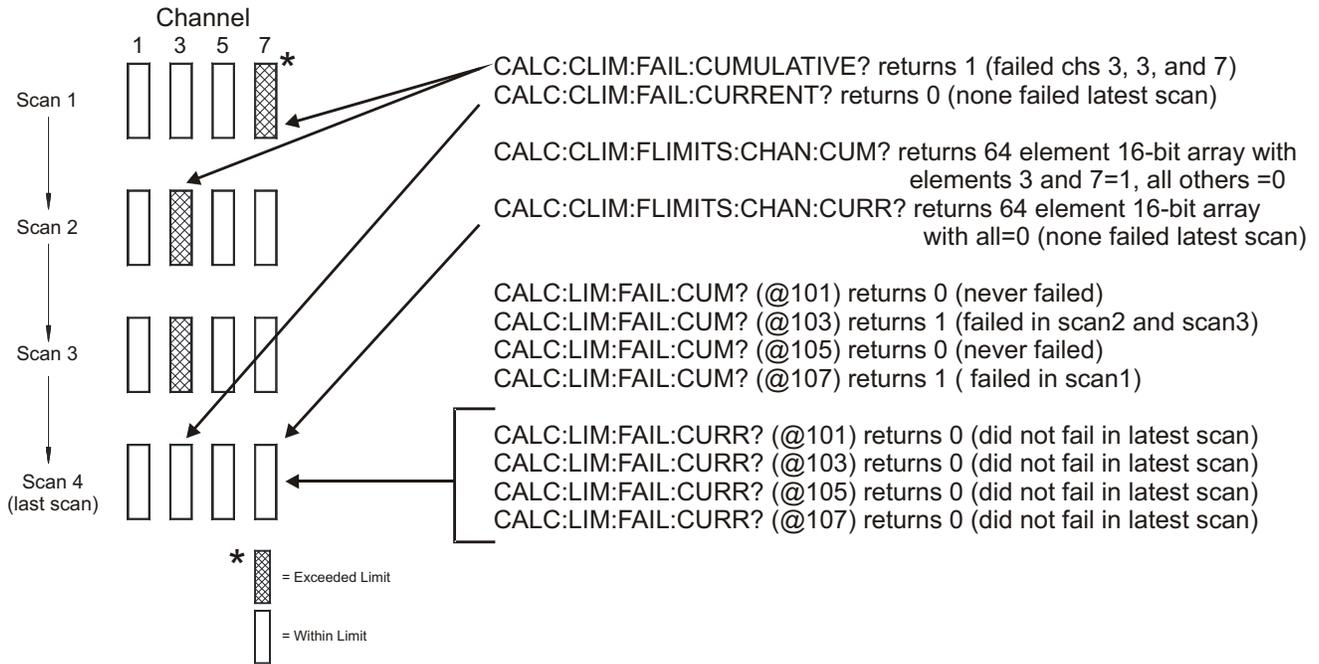 Channel
1 3 5 7 *
Scan 1
Scan 2
Scan 3
Scan 4
(last scan)
CALC:CLIM:FAIL:CUMULATIVE? returns 1 (failed chs 3, 3, and 7)
CALC:CLIM:FAIL:CURRENT? returns 0 (none failed latest scan)
CALC:CLIM:FLIMITS:CHAN:CUM? returns 64 element 16-bit array with
elements 3 and 7=1, all others =0
CALC:CLIM:FLIMITS:CHAN:CURR? returns 64 element 16-bit array
with all=0 (none failed latest scan)
CALC:LIM:FAIL:CUM? (@101) returns 0 (never failed)
CALC:LIM:FAIL:CUM? (@103) returns 1 (failed in scan2 and scan3)
CALC:LIM:FAIL:CUM? (@105) returns 0 (never failed)
CALC:LIM:FAIL:CUM? (@107) returns 1 ( failed in scan1)
CALC:LIM:FAIL:CURR? (@101) returns 0 (did not fail in latest scan)
CALC:LIM:FAIL:CURR? (@103) returns 0 (did not fail in latest scan)
CALC:LIM:FAIL:CURR? (@105) returns 0 (did not fail in latest scan)
CALC:LIM:FAIL:CURR? (@107) returns 0 (did not fail in latest scan)
* = Exceeded Limit
= Within Limit